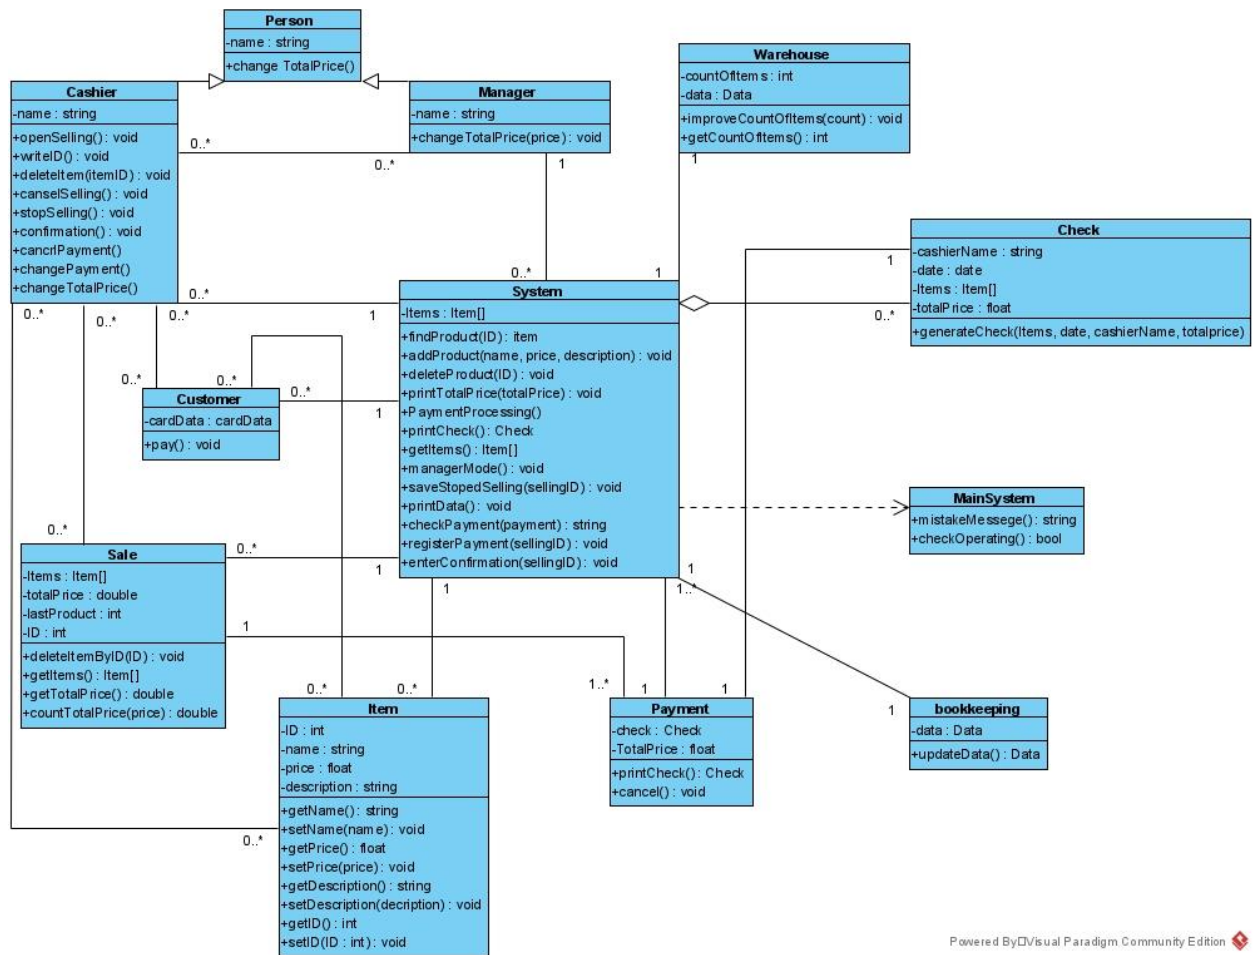 Person
-name : string
+change TotalPrice()
Cashier
-name : string
+openSelling() : void
+writeID() : void
+deleteItem(itemID) : void
+canselSelling() : void
+stopSelling() : void
+confirmation() : void
+cancrlPayment()
+changePayment()
+changeTotalPrice()
Manager
-name : string
+changeTotalPrice(price) : void
Warehouse
-countOfItems : int
-data : Data
+improveCountOfItems(count) : void
+getCountOfItems() : int
0..*
0..*
1
1
Check
-cashierName : string
-date : date
-Items : Item[]
-totalPrice : float
+generateCheck(Items, date, cashierName, totalprice)
1
0..*
0..*
1
0..*
1
System
-Items : Item[]
+findProduct(ID) : item
+addProduct(name, price, description) : void
+deleteProduct(ID) : void
+printTotalPrice(totalPrice) : void
+PaymentProcessing()
+printCheck() : Check
+getItems() : Item[]
+managerMode() : void
+saveStopedSelling(sellingID) : void
+printData() : void
+checkPayment(payment) : string
+registerPayment(sellingID) : void
+enterConfirmation(sellingID) : void
0..*
0..*
0..*
0..*
0..*
0..*
1
Customer
-cardData : cardData
+pay() : void
MainSystem
+mistakeMessege() : string
+checkOperating() : bool
0..*
0..*
1
1
1
1..*
Sale
-Items : Item[]
-totalPrice : double
-lastProduct : int
-ID : int
+deleteItemByID(ID) : void
+getItems() : Item[]
+getTotalPrice() : double
+countTotalPrice(price) : double
1
0..*
0..*
1..*
1
1
1
Item
-ID : int
-name : string
-price : float
-description : string
+getName() : string
+setName(name) : void
+getPrice() : float
+setPrice(price) : void
+getDescription() : string
+setDescription(decription) : void
+getID() : int
+setID(ID : int) : void
0..*
Payment
-check : Check
-TotalPrice : float
+printCheck() : Check
+cancel() : void
bookkeeping
-data : Data
+updateData() : Data
Powered By Visual Paradigm Community Edition